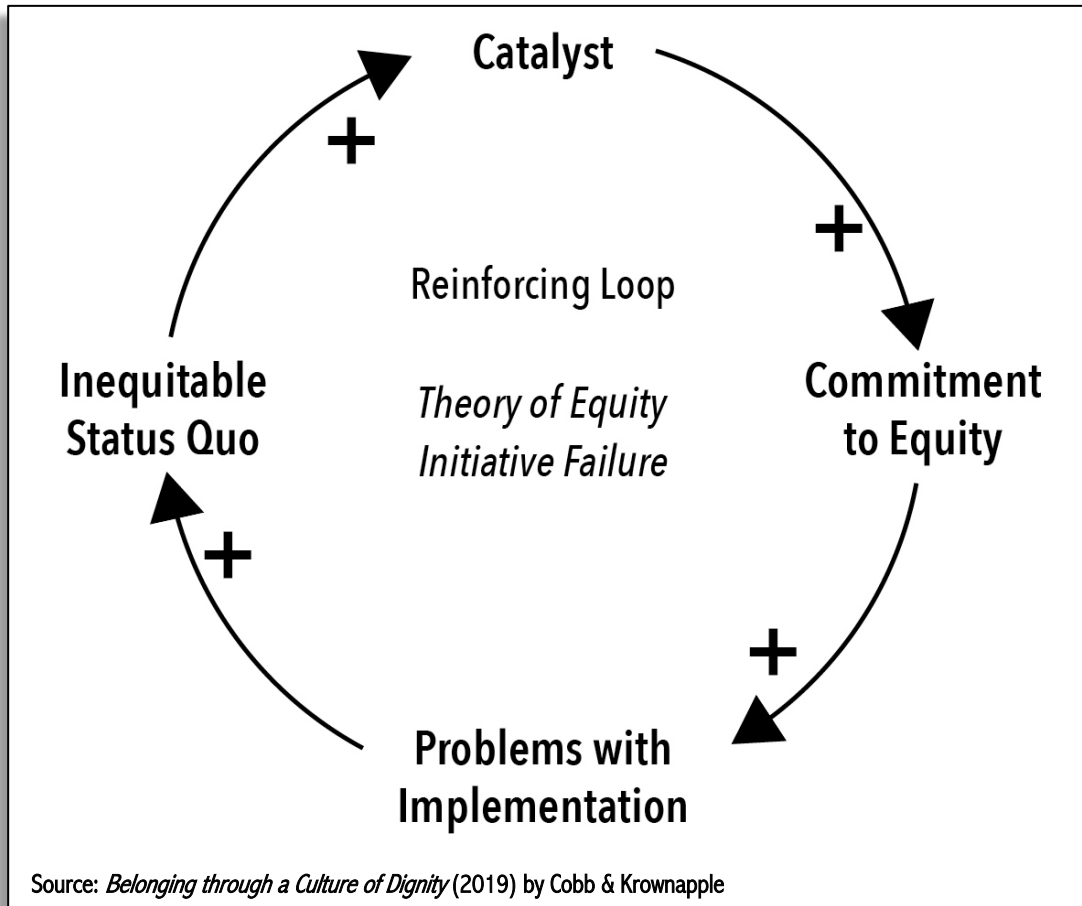 Catalyst
+
+
Reinforcing Loop
Theory of Equity
Initiative Failure
Inequitable
Status Quo
Commitment
to Equity
+
+
Problems with
Implementation
Source: Belonging through a Culture of Dignity (2019) by Cobb & Krownapple